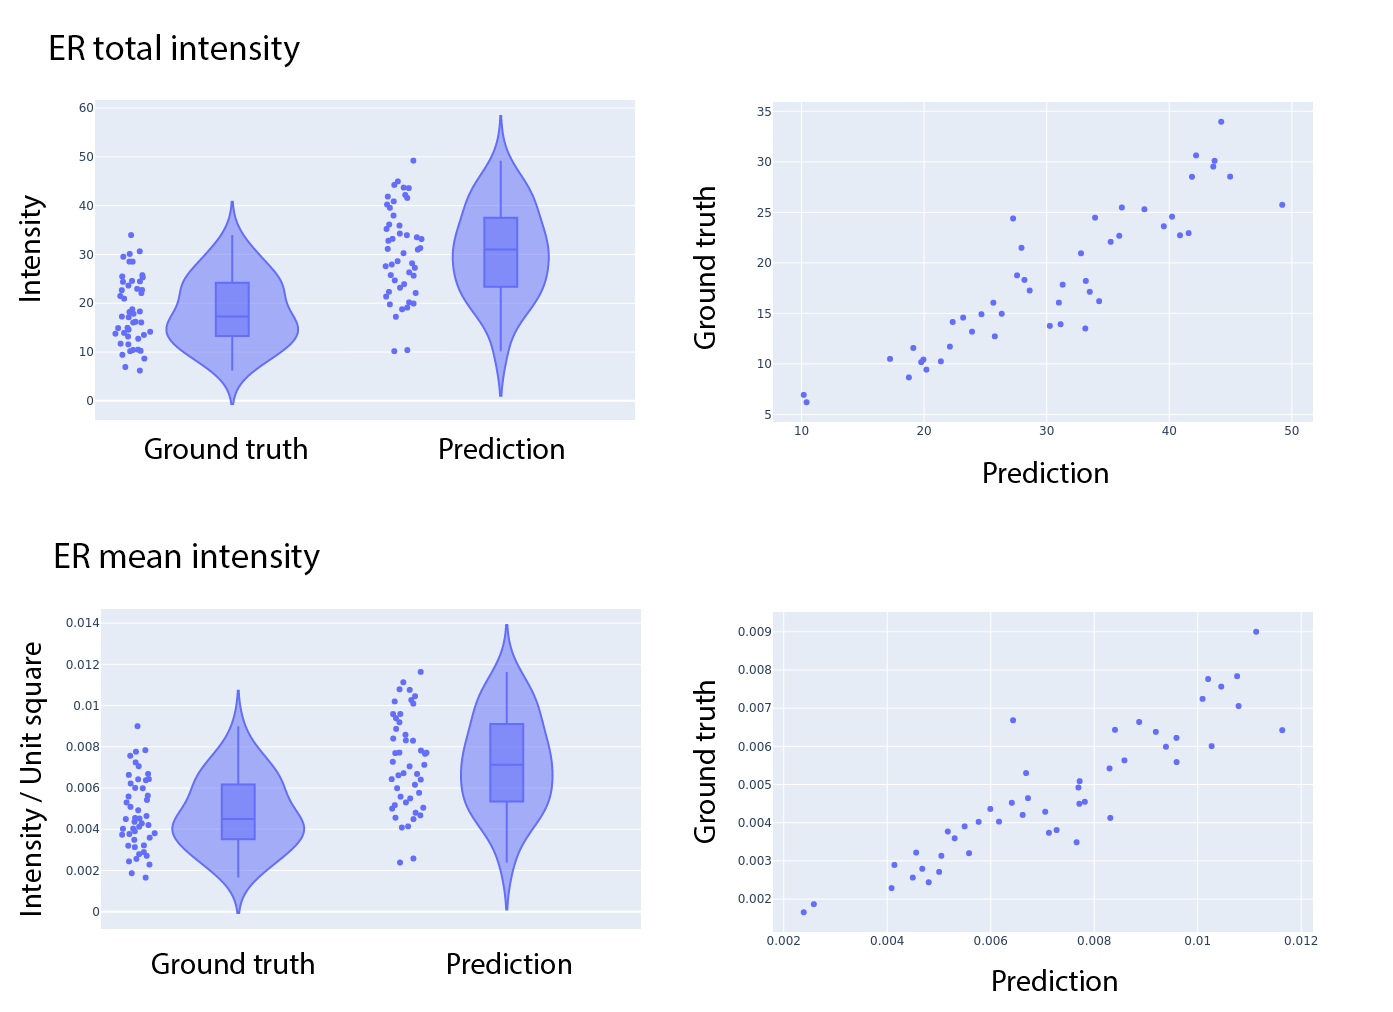 ER total intensity
60
50
40
30
20
10
0
Intensity
Ground truth
Prediction
35
30
25
20
15
10
5
Ground truth
10 20 30 40 50
Prediction
ER mean intensity
0.014
0.012
0.01
0.008
0.006
0.004
0.002
0
Intensity / Unit square
Ground truth
Prediction
0.009
0.008
0.007
0.006
0.005
0.004
0.003
0.002
Ground truth
0.002 0.004 0.006 0.008 0.01 0.012
Prediction